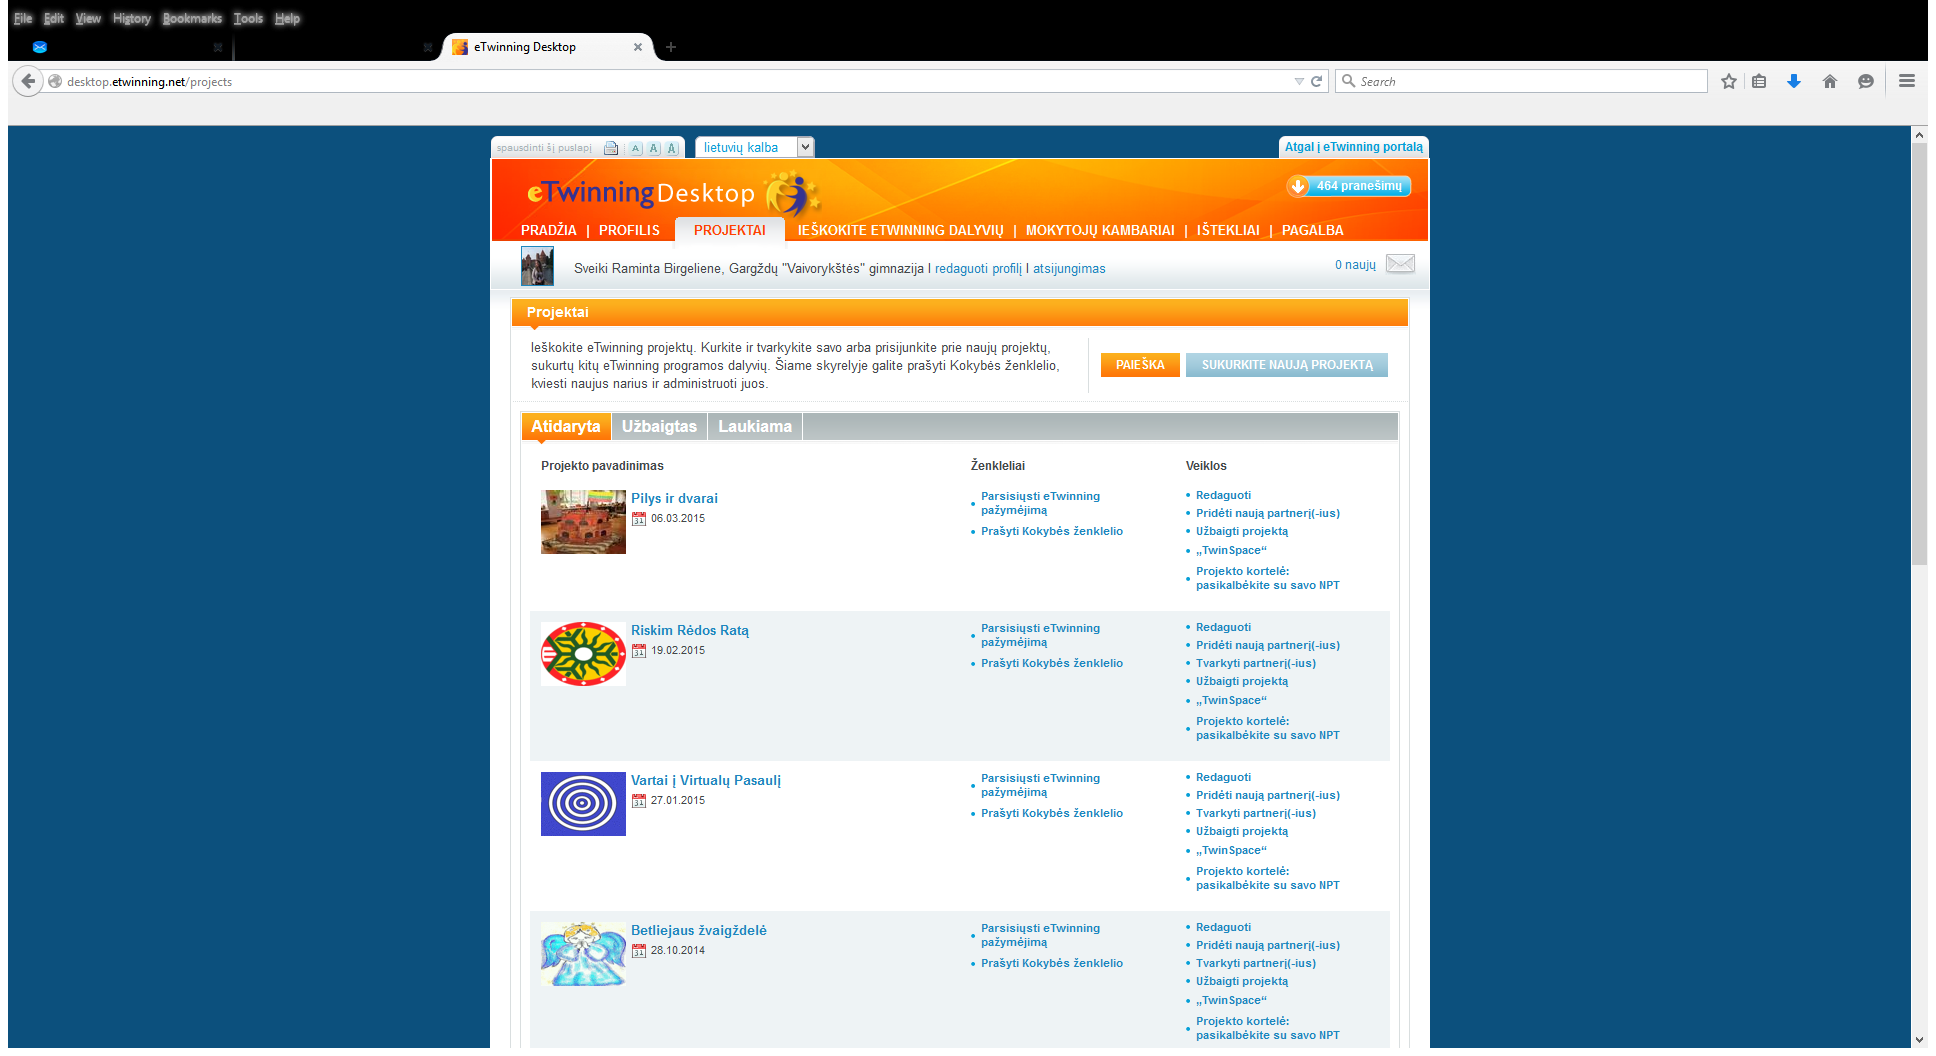 File Edit View History Bookmarks Tools Help
eTwinning Desktop
desktop.etwinning.net/projects
Search
spausdinti šį puslapį A A A
lietuvių kalba
Atgal į eTwinning portalą
eTwinning Desktop
464 pranešimų
PRADŽIA | PROFILIS PROJEKTAI IEŠKOKITE ETWINNING DALYVIŲ | MOKYTOJŲ KAMBARIAI | IŠTEKLIAI | PAGALBA
Sveiki Raminta Birgeliene, Gargždų "Vaivorykštės" gimnazija I redaguoti profilį I atsijungimas
0 naujų
Projektai
Ieškokite eTwinning projektų. Kurkite ir tvarkykite savo arba prisijunkite prie naujų projektų,
sukurtų kitų eTwinning programos dalyvių. Šiame skyrelyje galite prašyti Kokybės ženklelio,
kviesti naujus narius ir administruoti juos.
PAIEŠKA
SUKURKITE NAUJĄ PROJEKTĄ
Atidaryta Užbaigtas Laukiama
Projekto pavadinimas Ženkleliai Veiklos
Pilys ir dvarai
31 06.03.2015
Parsisiųsti eTwinning
pažymėjimą
Prašyti Kokybės ženklelio
Redaguoti
Pridėti naują partnerį(-ius)
Užbaigti projektą
„TwinSpace“
Projekto kortelė:
pasikalbėkite su savo NPT
Riskim Rėdos Ratą
31 19.02.2015
Parsisiųsti eTwinning
pažymėjimą
Prašyti Kokybės ženklelio
Redaguoti
Pridėti naują partnerį(-ius)
Tvarkyti partnerį(-ius)
Užbaigti projektą
„TwinSpace“
Projekto kortelė:
pasikalbėkite su savo NPT
Vartai į Virtualų Pasaulį
31 27.01.2015
Parsisiųsti eTwinning
pažymėjimą
Prašyti Kokybės ženklelio
Redaguoti
Pridėti naują partnerį(-ius)
Tvarkyti partnerį(-ius)
Užbaigti projektą
„TwinSpace“
Projekto kortelė:
pasikalbėkite su savo NPT
Betliejaus žvaigždelė
31 28.10.2014
Parsisiųsti eTwinning
pažymėjimą
Prašyti Kokybės ženklelio
Redaguoti
Pridėti naują partnerį(-ius)
Tvarkyti partnerį(-ius)
Užbaigti projektą
„TwinSpace“
Projekto kortelė:
pasikalbėkite su savo NPT